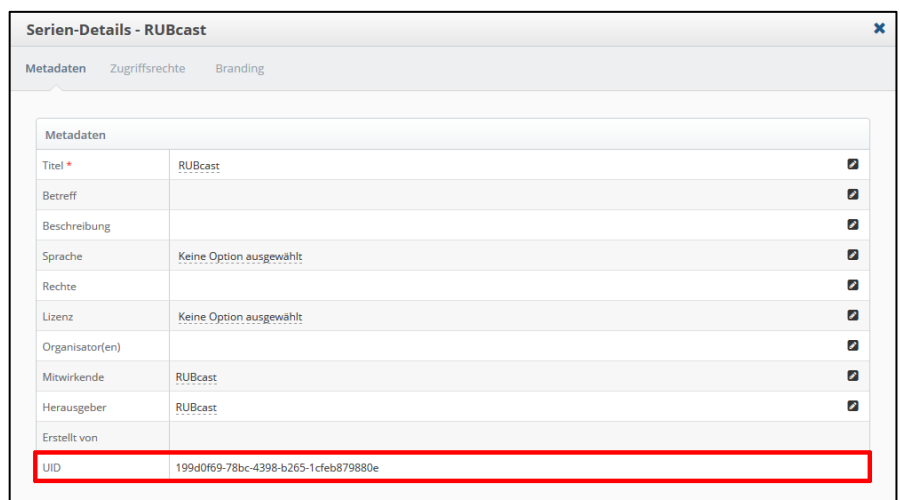 Serien-Details - RUBcast
Metadaten Zugriffsrechte Branding
Metadaten
Titel * RUBcast
Betreff
Beschreibung
Sprache Keine Option ausgewählt
Rechte
Lizenz Keine Option ausgewählt
Organisator(en)
Mitwirkende RUBcast
Herausgeber RUBcast
Erstellt von
UID 199d0f69-78bc-4398-b265-1cfeb879880e